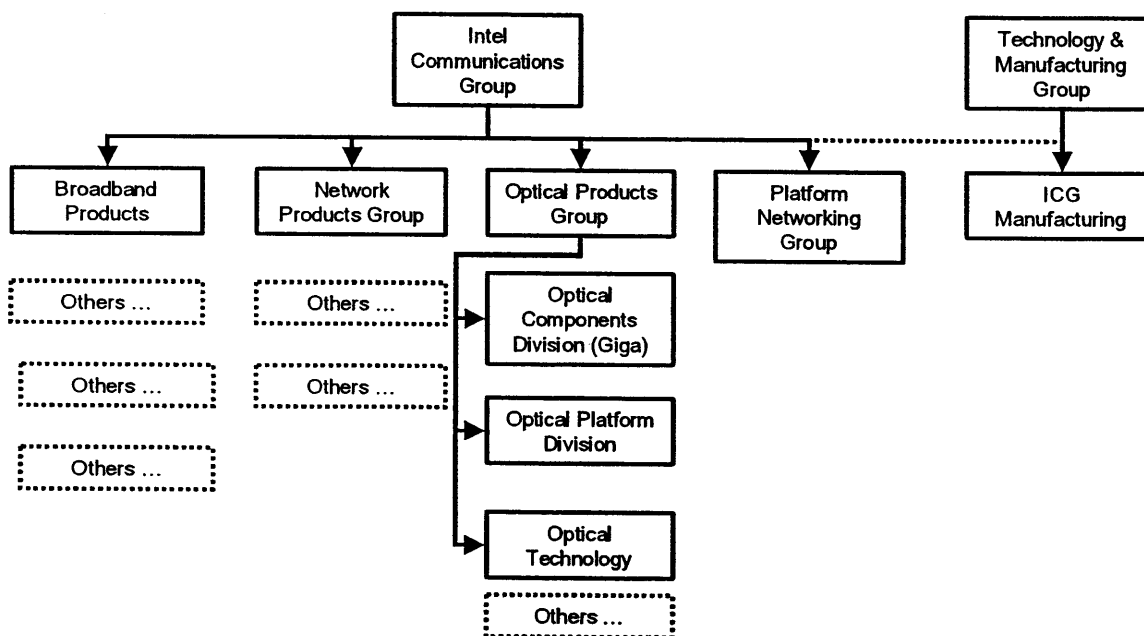 Intel
Communications
Group
Technology &
Manufacturing
Group
Broadband
Products
Network
Products Group
Optical Products
Group
Platform
Networking
Group
ICG
Manufacturing
Others ...
Others ...
Others ...
Others ...
Others ...
Optical
Components
Division (Giga)
Optical Platform
Division
Optical
Technology
Others ...